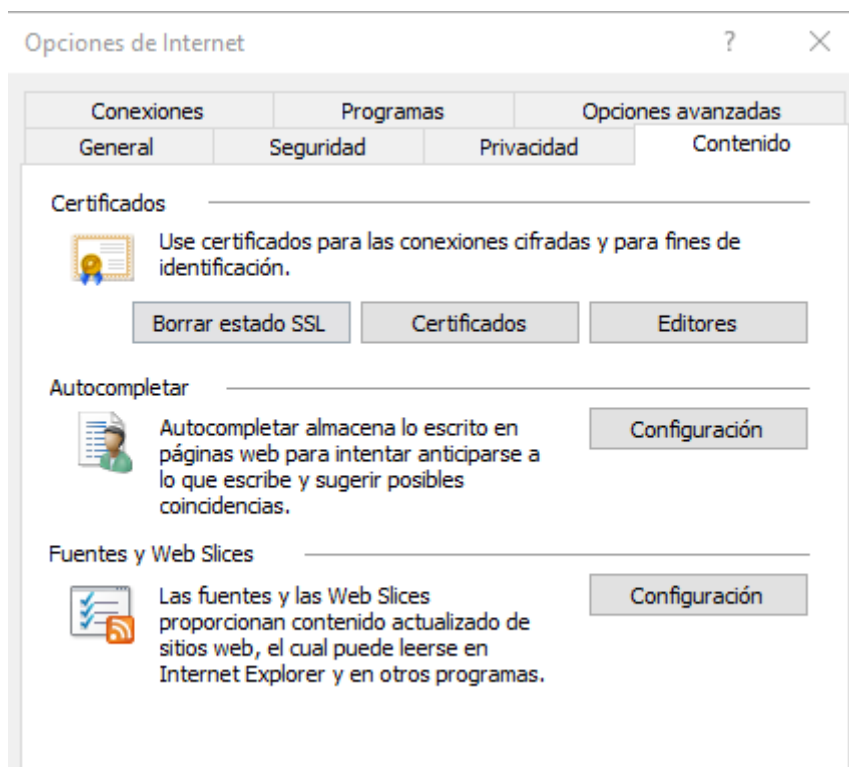 Opciones de Internet
?
Conexiones
Programas
Opciones avanzadas
General
Seguridad
Privacidad
Contenido
Certificados
Use certificados para las conexiones cifradas y para fines de
identificación.
Borrar estado SSL
Certificados
Editores
Autocompletar
Autocompletar almacena lo escrito en
páginas web para intentar anticiparse a
lo que escribe y sugerir posibles
coincidencias.
Configuración
Fuentes y Web Slices
Las fuentes y las Web Slices
proporcionan contenido actualizado de
sitios web, el cual puede leerse en
Internet Explorer y en otros programas.
Configuración